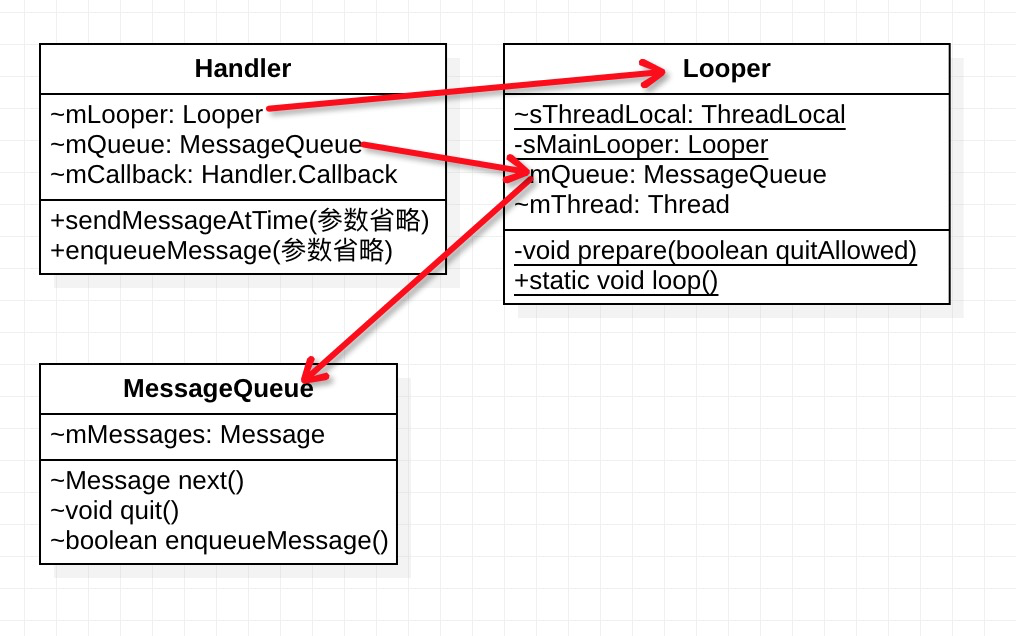 Handler
~mLooper: Looper
~mQueue: MessageQueue
~mCallback: Handler.Callback
+sendMessageAtTime(参数省略)
+enqueueMessage(参数省略)
Looper
~sThreadLocal: ThreadLocal
-sMainLooper: Looper
mQueue: MessageQueue
~mThread: Thread
-void prepare(boolean quitAllowed)
+static void loop()
MessageQueue
~mMessages: Message
~Message next()
~void quit()
~boolean enqueueMessage()